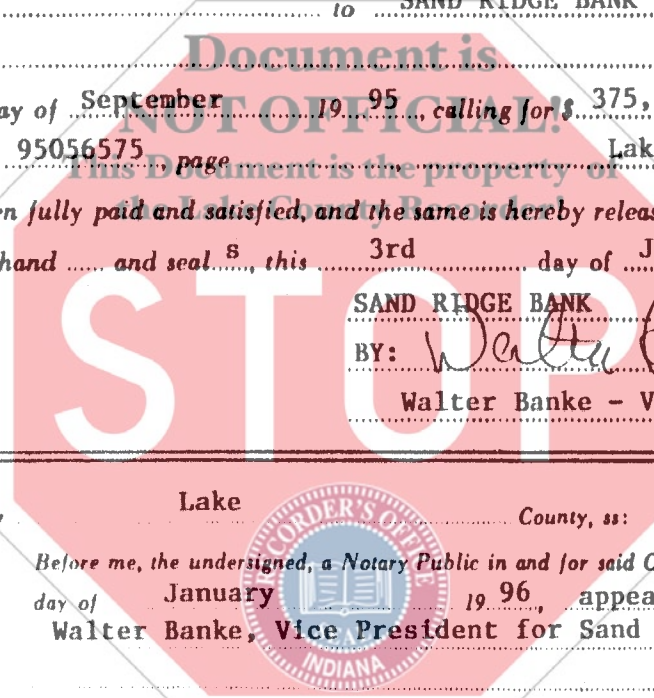 to SAND RIDGE BANK
Document is
ay of September 19 95, calling for $ 375,
NOT OFFICIAL!
95056575, page , Lak
This Document is the property of
the Lake County Recorder!
n fully paid and satisfied, and the same is hereby releas
hand and seal s, this 3rd day of J
STOP
SAND RIDGE BANK
BY: Walter
Walter Banke - V
Lake County, ss:
RECORDER'S OFFICE
Before me, the undersigned, a Notary Public in and for said C
day of January 19 96, appea
Walter Banke, Vice President for Sand
SEAL
INDIANA